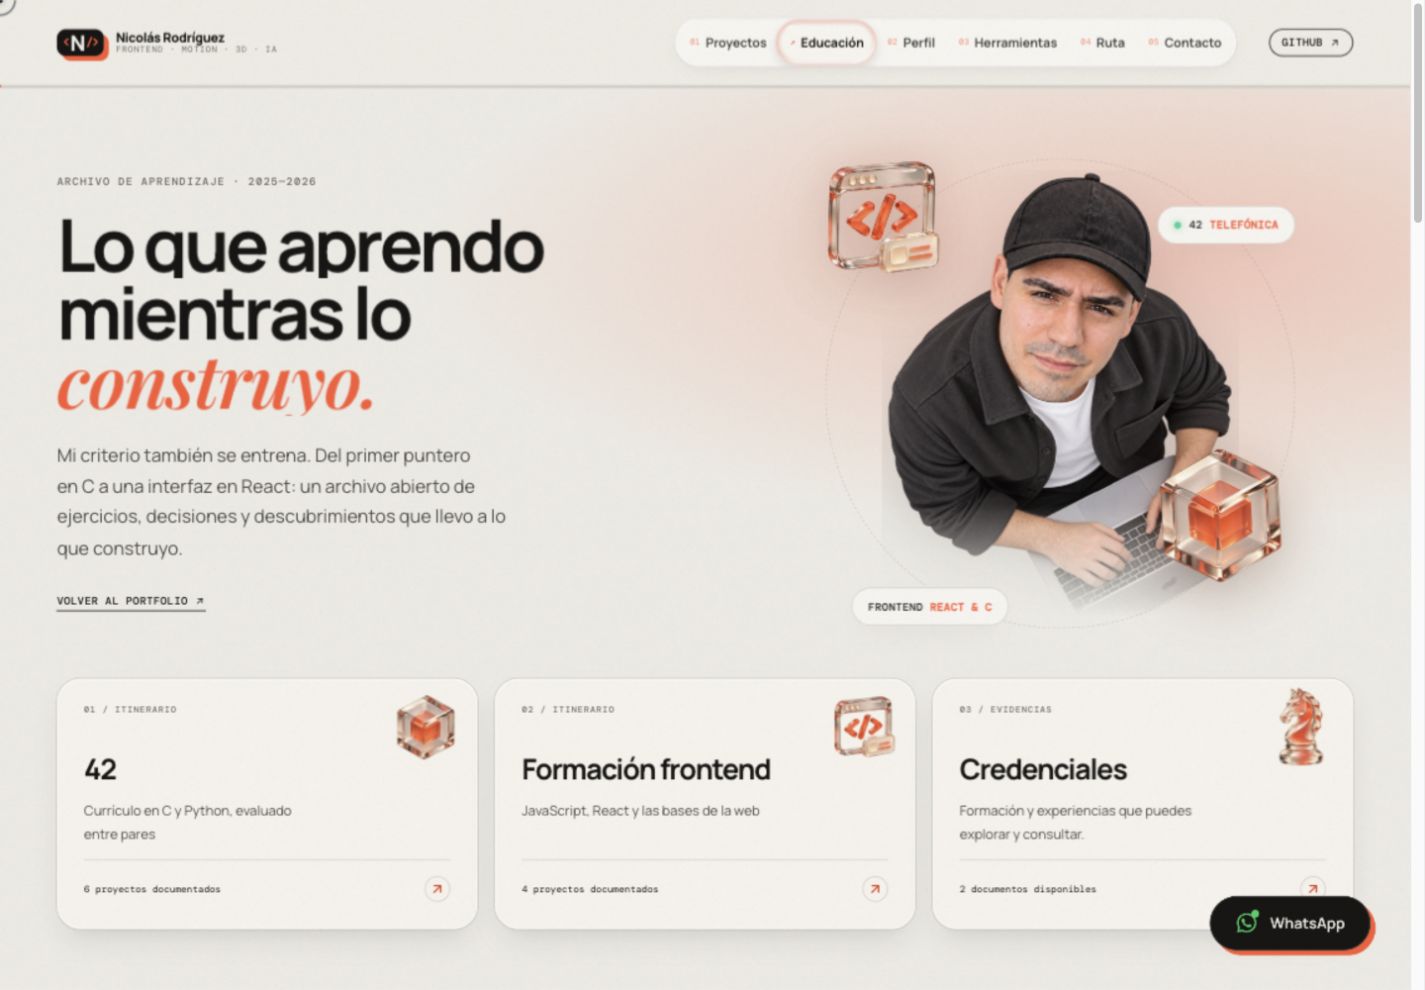 <N/>
Nicolás Rodríguez
FRONTEND · MOTION · 3D · IA
01 Proyectos
↗ Educación
02 Perfil
03 Herramientas
04 Ruta
05 Contacto
GITHUB ↗
ARCHIVO DE APRENDIZAJE · 2025—2026
Lo que aprendo
mientras lo
construyo.
Mi criterio también se entrena. Del primer puntero
en C a una interfaz en React: un archivo abierto de
ejercicios, decisiones y descubrimientos que llevo a lo
que construyo.
VOLVER AL PORTFOLIO ↗
</>
42 TELEFÓNICA
FRONTEND REACT & C
01 / ITINERARIO
42
Currículo en C y Python, evaluado
entre pares
6 proyectos documentados
02 / ITINERARIO
</>
Formación frontend
JavaScript, React y las bases de la web
4 proyectos documentados
03 / EVIDENCIAS
Credenciales
Formación y experiencias que puedes
explorar y consultar.
2 documentos disponibles
WhatsApp